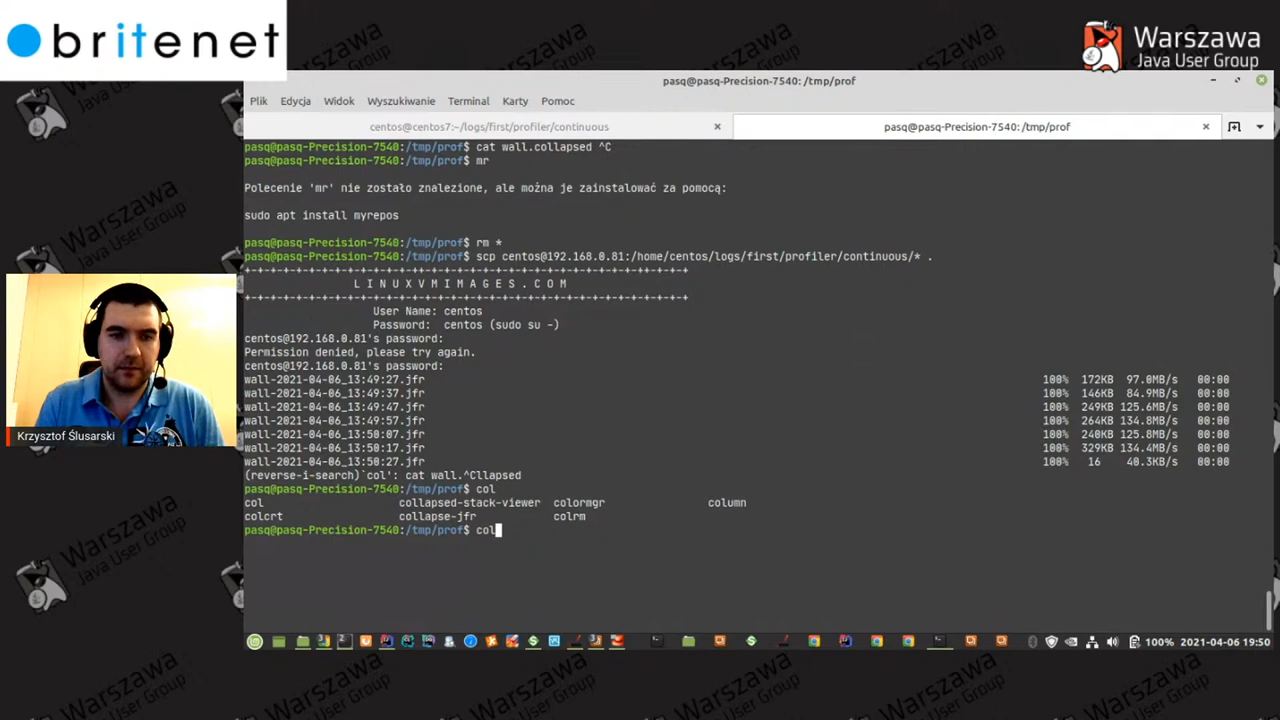 britenet
Warszawa
Java User Group
pasq@pasq-Precision-7540: /tmp/prof
Plik Edycja Widok Wyszukiwanie Terminal Karty Pomoc
centos@centos7:~/logs/first/profiler/continuous
pasq@pasq-Precision-7540: /tmp/prof
pasq@pasq-Precision-7540:/tmp/prof$ cat wall.collapsed ^C
pasq@pasq-Precision-7540:/tmp/prof$ mr
Polecenie 'mr' nie zostało znalezione, ale można je zainstalować za pomocą:
sudo apt install myrepos
pasq@pasq-Precision-7540:/tmp/prof$ rm *
pasq@pasq-Precision-7540:/tmp/prof$ scp centos@192.168.0.81:/home/centos/logs/first/profiler/continuous/* .
+-+-+-+-+-+-+-+-+-+-+-+-+-+-+-+-+-+-+-+-+-+-+-+-+-+-+-+-+
L I N U X V M I M A G E S . C O M
+-+-+-+-+-+-+-+-+-+-+-+-+-+-+-+-+-+-+-+-+-+-+-+-+-+-+-+-+
User Name: centos
Password: centos (sudo su -)
centos@192.168.0.81's password:
Permission denied, please try again.
centos@192.168.0.81's password:
wall-2021-04-06_13:49:27.jfr 100% 172KB 97.0MB/s 00:00
wall-2021-04-06_13:49:37.jfr 100% 146KB 84.9MB/s 00:00
wall-2021-04-06_13:49:47.jfr 100% 249KB 125.6MB/s 00:00
wall-2021-04-06_13:49:57.jfr 100% 264KB 134.8MB/s 00:00
wall-2021-04-06_13:50:07.jfr 100% 240KB 125.8MB/s 00:00
wall-2021-04-06_13:50:17.jfr 100% 329KB 134.4MB/s 00:00
wall-2021-04-06_13:50:27.jfr 100% 16 40.3KB/s 00:00
(reverse-i-search)`col': cat wall.^Cllapsed
pasq@pasq-Precision-7540:/tmp/prof$ col
col collapsed-stack-viewer colormgr column
colcrt collapse-jfr colrm
pasq@pasq-Precision-7540:/tmp/prof$ col
Krzysztof Ślusarski
100% 2021-04-06 19:50